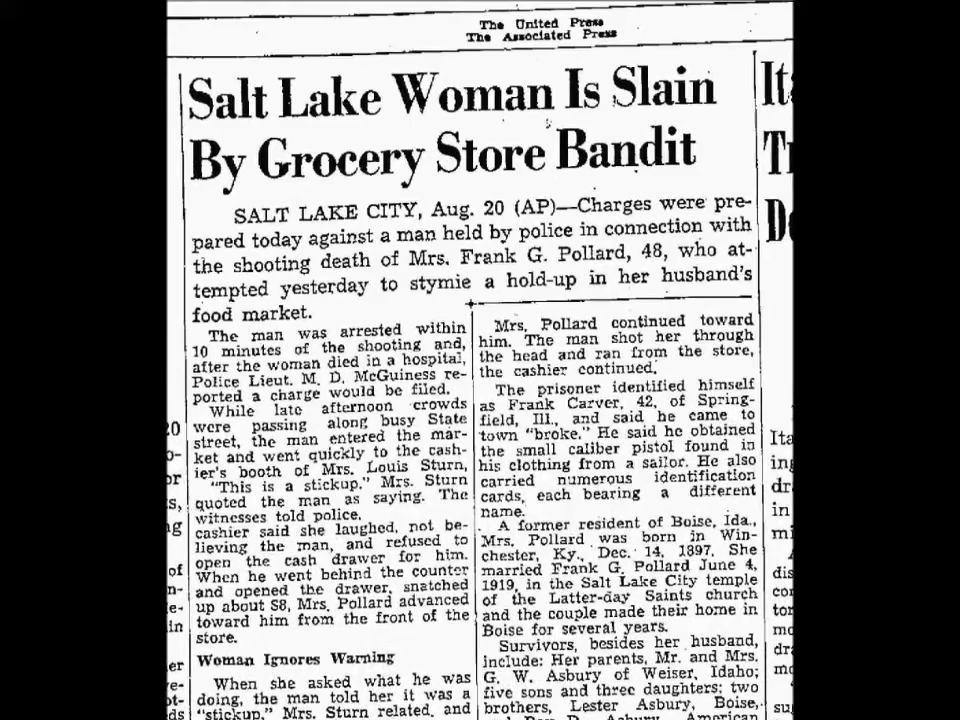 The United Press
The Associated Press
Salt Lake Woman Is Slain
By Grocery Store Bandit
SALT LAKE CITY, Aug. 20 (AP)—Charges were pre-
pared today against a man held by police in connection with
the shooting death of Mrs. Frank G. Pollard, 48, who at-
tempted yesterday to stymie a hold-up in her husband's
food market.
The man was arrested within
10 minutes of the shooting and,
after the woman died in a hospital,
Police Lieut. M. D. McGuiness re-
ported a charge would be filed.
While late afternoon crowds
were passing along busy State
street, the man entered the mar-
ket and went quickly to the cash-
ier's booth of Mrs. Louis Sturn,
"This is a stickup," Mrs. Sturn
quoted the man as saying. The
witnesses told police.
cashier said she laughed, not be-
lieving the man, and refused to
open the cash drawer for him.
When he went behind the counter
and opened the drawer, snatched
up about $8, Mrs. Pollard advanced
toward him from the front of the
store.
Woman Ignores Warning
When she asked what he was
doing, the man told her it was a
"stickup," Mrs. Sturn related, and
Mrs. Pollard continued toward
him. The man shot her through
the head and ran from the store,
the cashier continued.
The prisoner identified himself
as Frank Carver, 42, of Spring-
field, Ill., and said he came to
town "broke." He said he obtained
the small caliber pistol found in
his clothing from a sailor. He also
carried numerous identification
cards, each bearing a different
name.
A former resident of Boise, Ida.,
Mrs. Pollard was born in Win-
chester, Ky., Dec. 14, 1897. She
married Frank G. Pollard June 4,
1919, in the Salt Lake City temple
of the Latter-day Saints church
and the couple made their home in
Boise for several years.
Survivors, besides her husband,
include: Her parents, Mr. and Mrs.
G. W. Asbury of Weiser, Idaho;
five sons and three daughters; two
brothers, Lester Asbury, Boise,